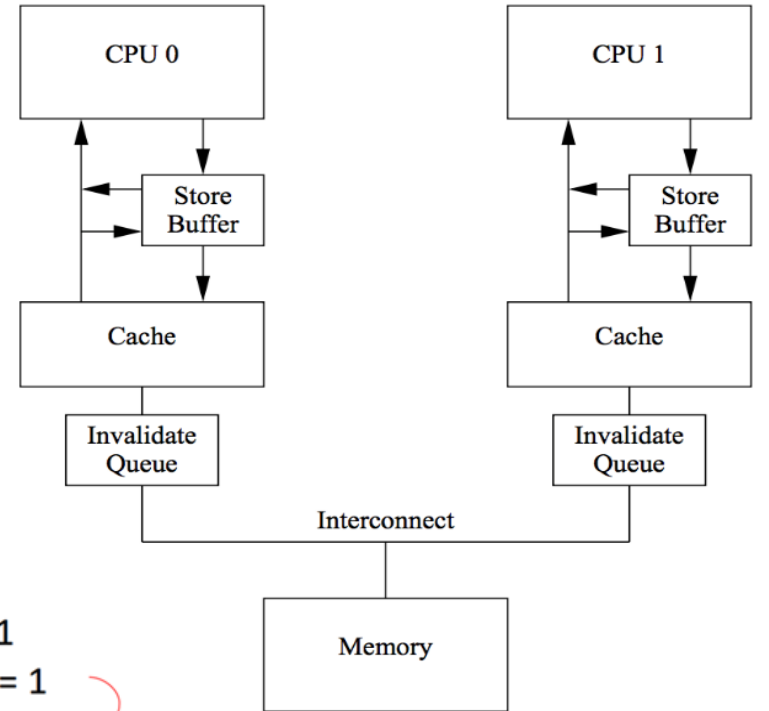 CPU 0
CPU 1
Store
Buffer
Store
Buffer
Cache
Cache
Invalidate
Queue
Invalidate
Queue
Interconnect
Memory
1
= 1